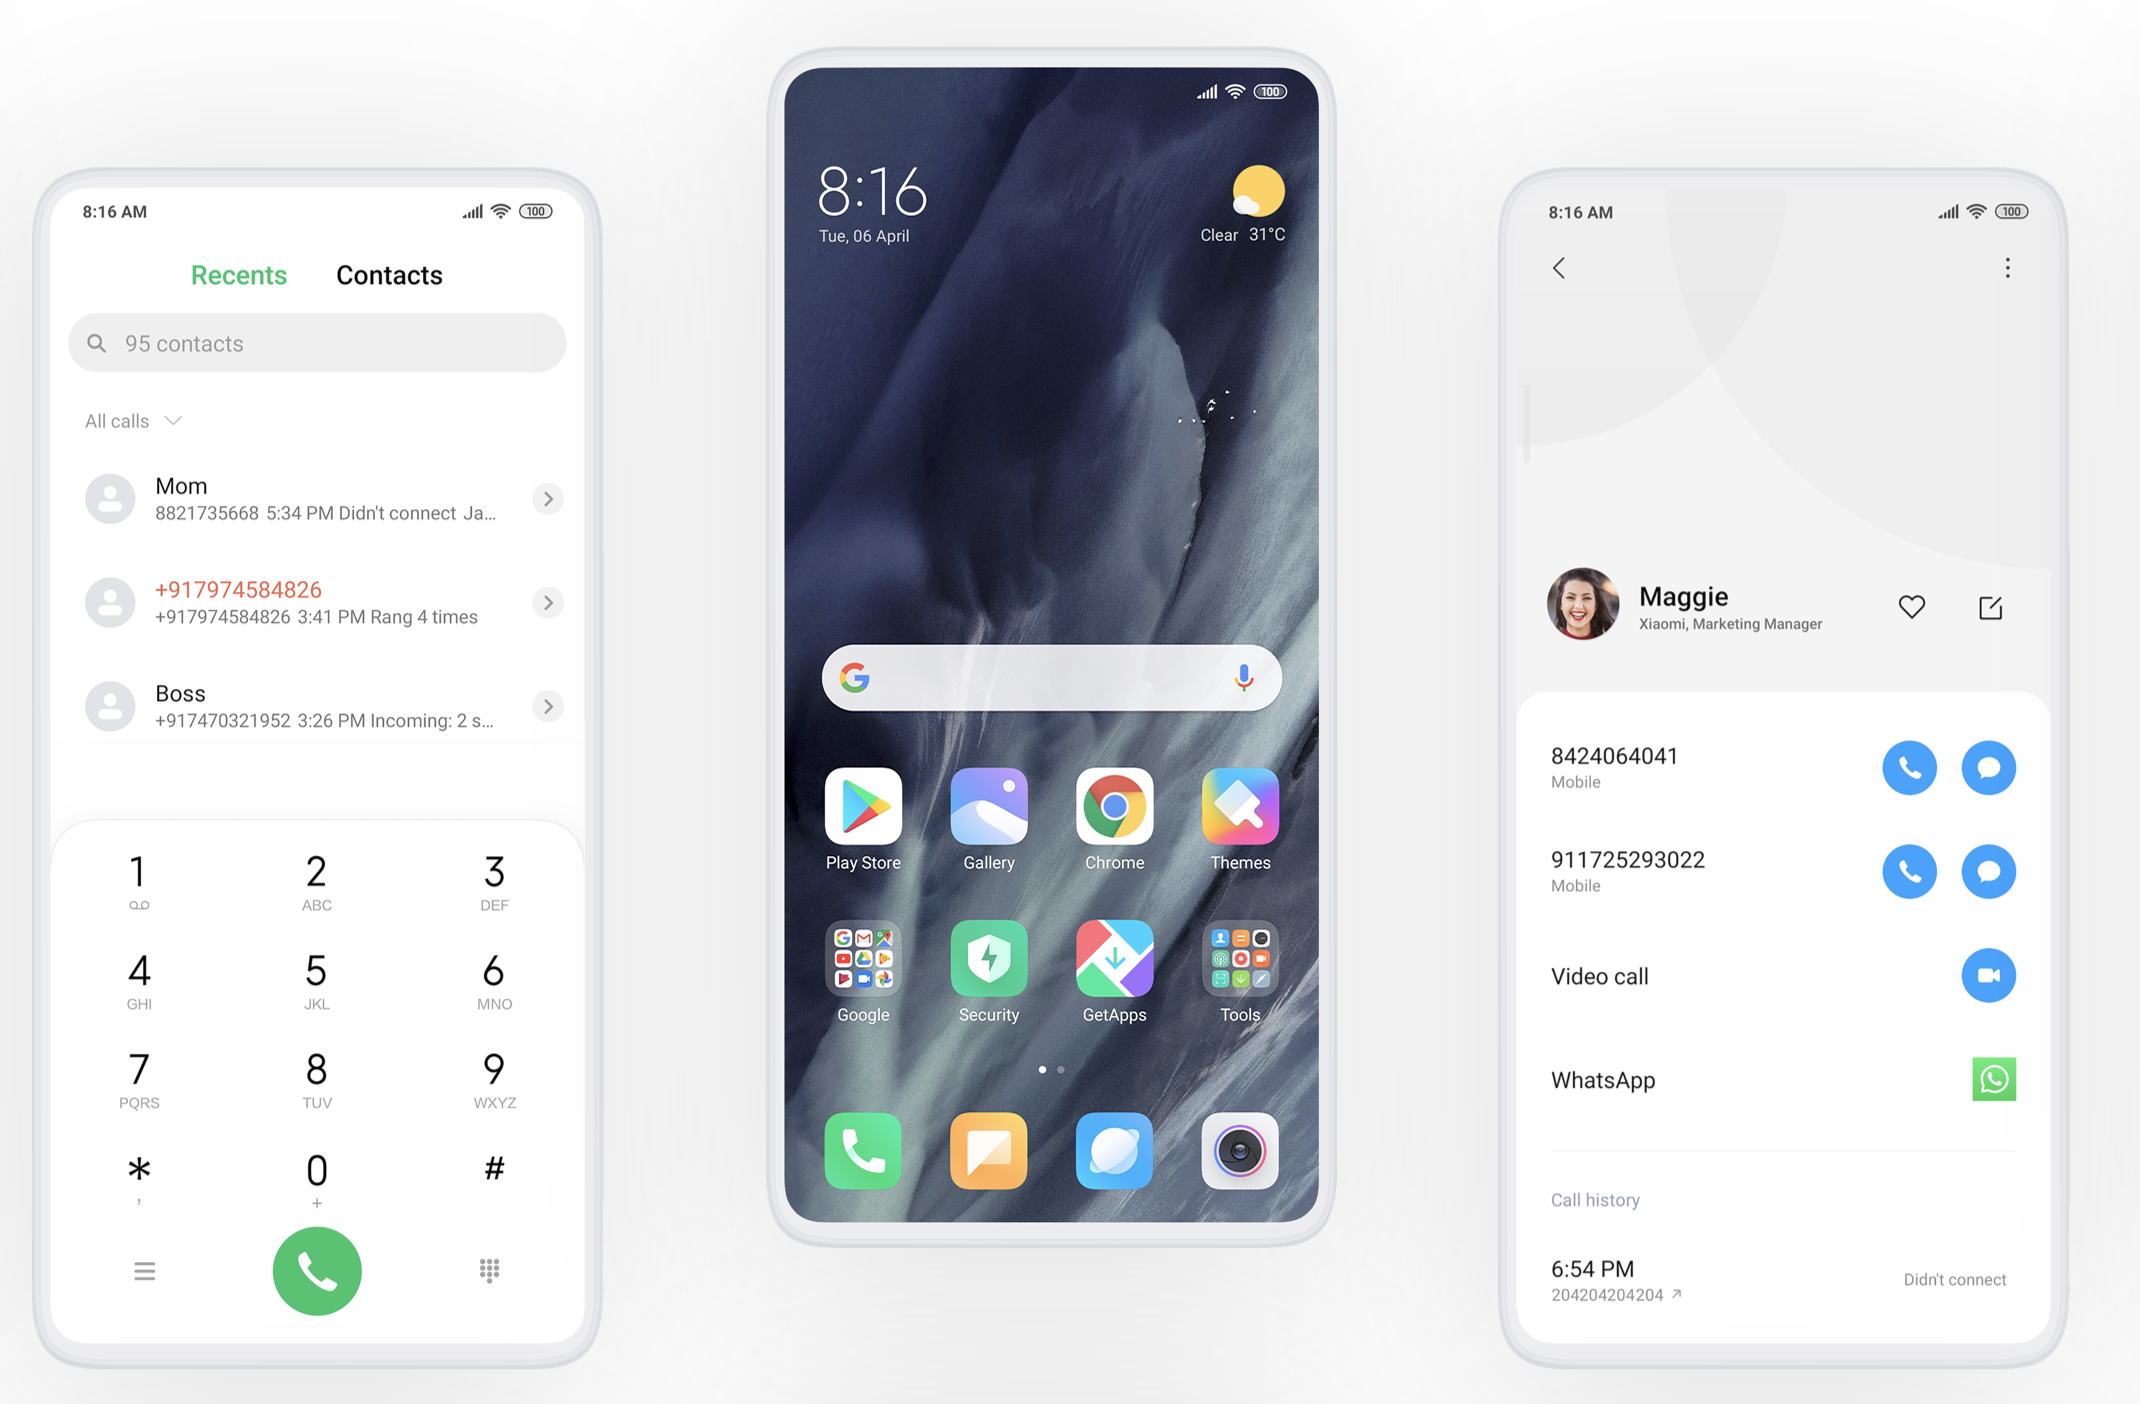 8:16 AM
100
Recents
Contacts
95 contacts
All calls
Mom
8821735668 5:34 PM Didn't connect Ja...
+917974584826
+917974584826 3:41 PM Rang 4 times
Boss
+917470321952 3:26 PM Incoming: 2 s...
1
2
ABC
3
DEF
4
GHI
5
JKL
6
MNO
7
PQRS
8
TUV
9
WXYZ
*
,
0
+
#
100
8:16
Tue, 06 April
Clear 31°C
Play Store
Gallery
Chrome
Themes
Google
Security
GetApps
Tools
8:16 AM
100
Maggie
Xiaomi, Marketing Manager
8424064041
Mobile
911725293022
Mobile
Video call
WhatsApp
Call history
6:54 PM
204204204204
Didn't connect